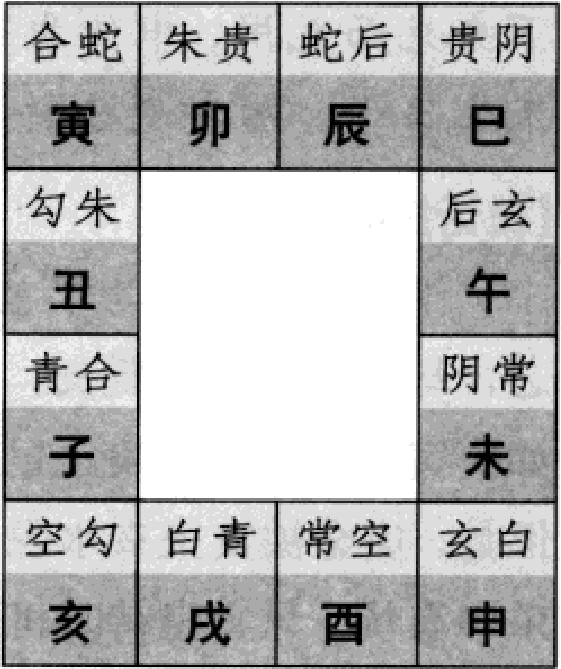 合蛇 朱贵 蛇后 贵阴
寅 卯 辰 巳
勾朱 后玄
丑 午
青合 阴常
子 未
空勾 白青 常空 玄白
亥 戌 酉 申